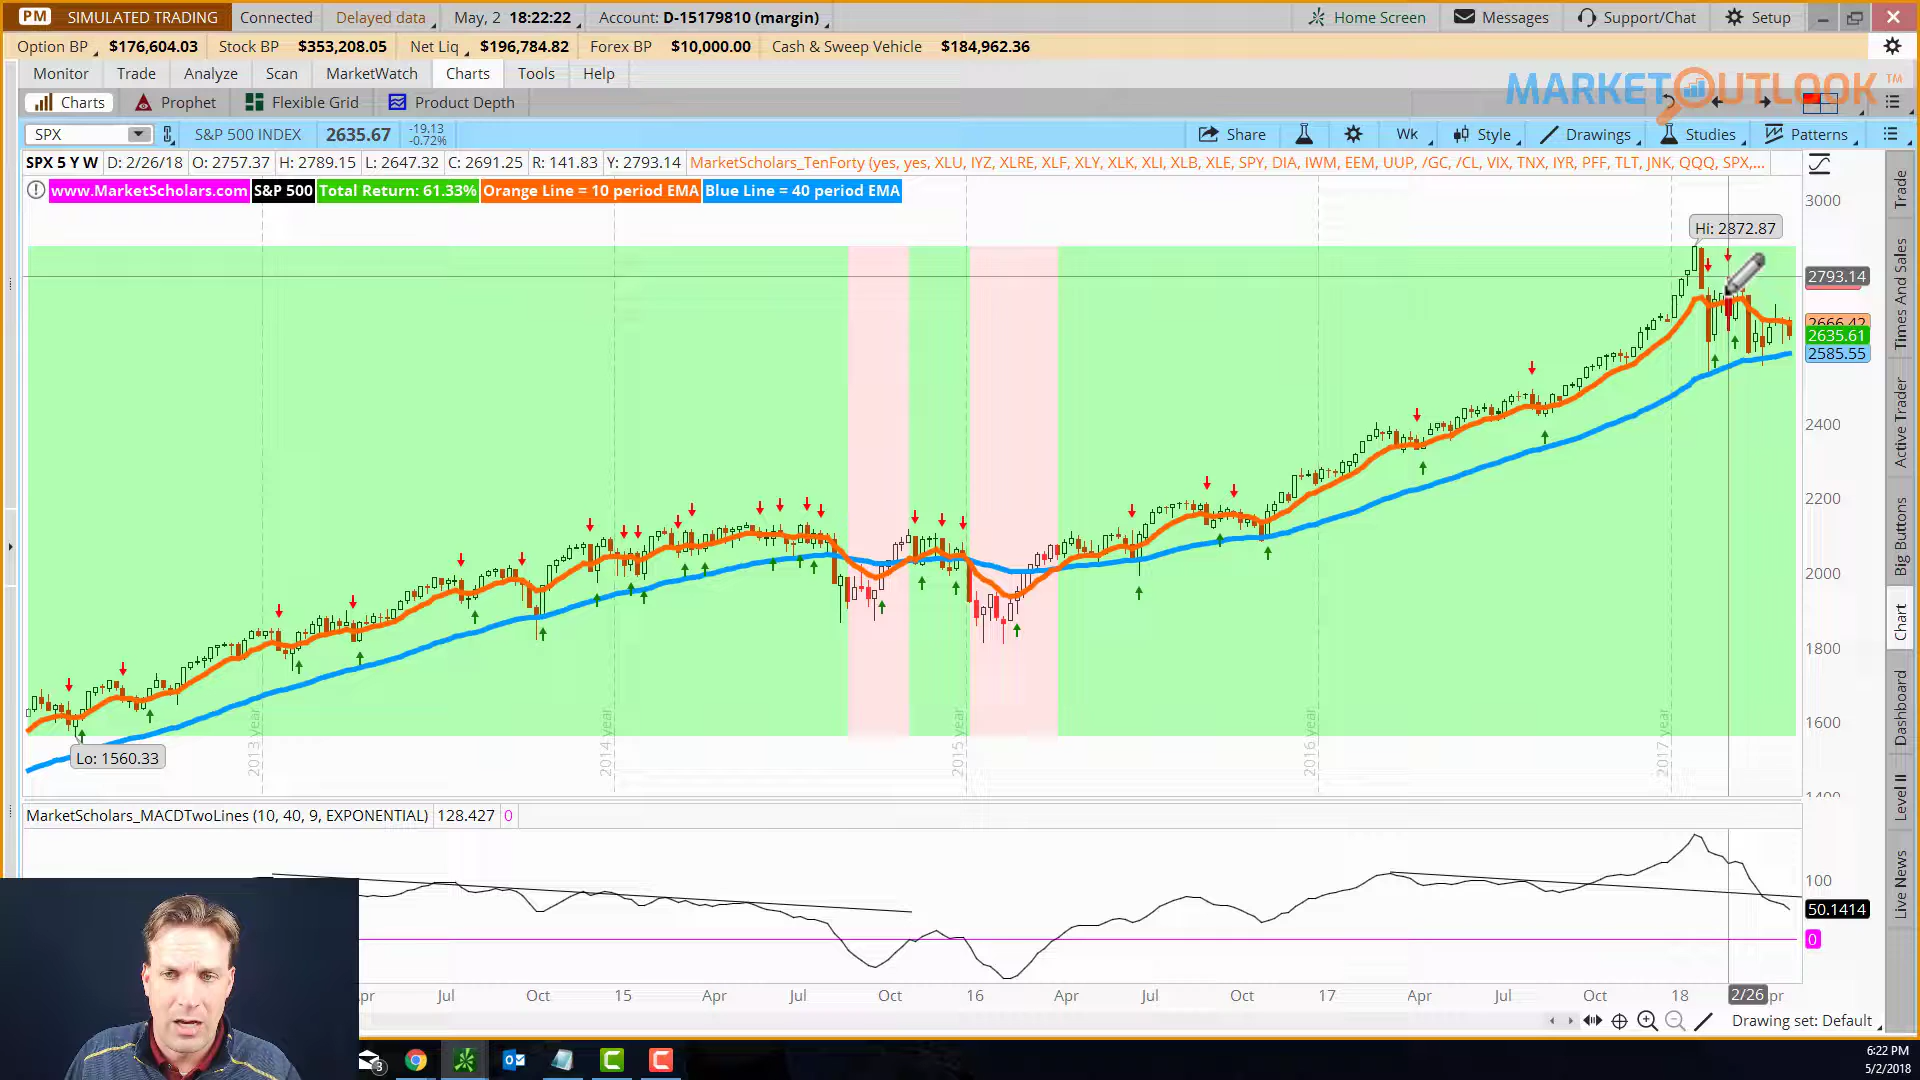 PM SIMULATED TRADING Connected Delayed data May, 2 18:22:22 Account: D-15179810 (margin) Home Screen Messages Support/Chat Setup
Option BP $176,604.03 Stock BP $353,208.05 Net Liq $196,784.82 Forex BP $10,000.00 Cash & Sweep Vehicle $184,962.36
Monitor Trade Analyze Scan MarketWatch Charts Tools Help
MARKETOUTLOOK TM
Charts Prophet Flexible Grid Product Depth
SPX S&P 500 INDEX 2635.67 -19.13 -0.72% Share Wk Style Drawings Studies Patterns
SPX 5 Y W D: 2/26/18 O: 2757.37 H: 2789.15 L: 2647.32 C: 2691.25 R: 141.83 Y: 2793.14 MarketScholars_TenForty (yes, yes, XLU, IYZ, XLRE, XLF, XLY, XLK, XLI, XLB, XLE, SPY, DIA, IWM, EEM, UUP, /GC, /CL, VIX, TNX, IYR, PFF, TLT, JNK, QQQ, SPX,...
www.MarketScholars.com S&P 500 Total Return: 61.33% Orange Line = 10 period EMA Blue Line = 40 period EMA
3000
Hi: 2872.87
2793.14
2666.42
2635.61
2585.55
2400
2200
2000
1800
1600
1400
Lo: 1560.33
2013 year
2014 year
2015 year
2016 year
2017 year
Trade
Times And Sales
Active Trader
Big Buttons
Chart
Dashboard
Level II
Live News
MarketScholars_MACDTwoLines (10, 40, 9, EXPONENTIAL) 128.427 0
100
50.1414
0
pr Jul Oct 15 Apr Jul Oct 16 Apr Jul Oct 17 Apr Jul Oct 18 2/26 pr
Drawing set: Default
3
6:22 PM
5/2/2018